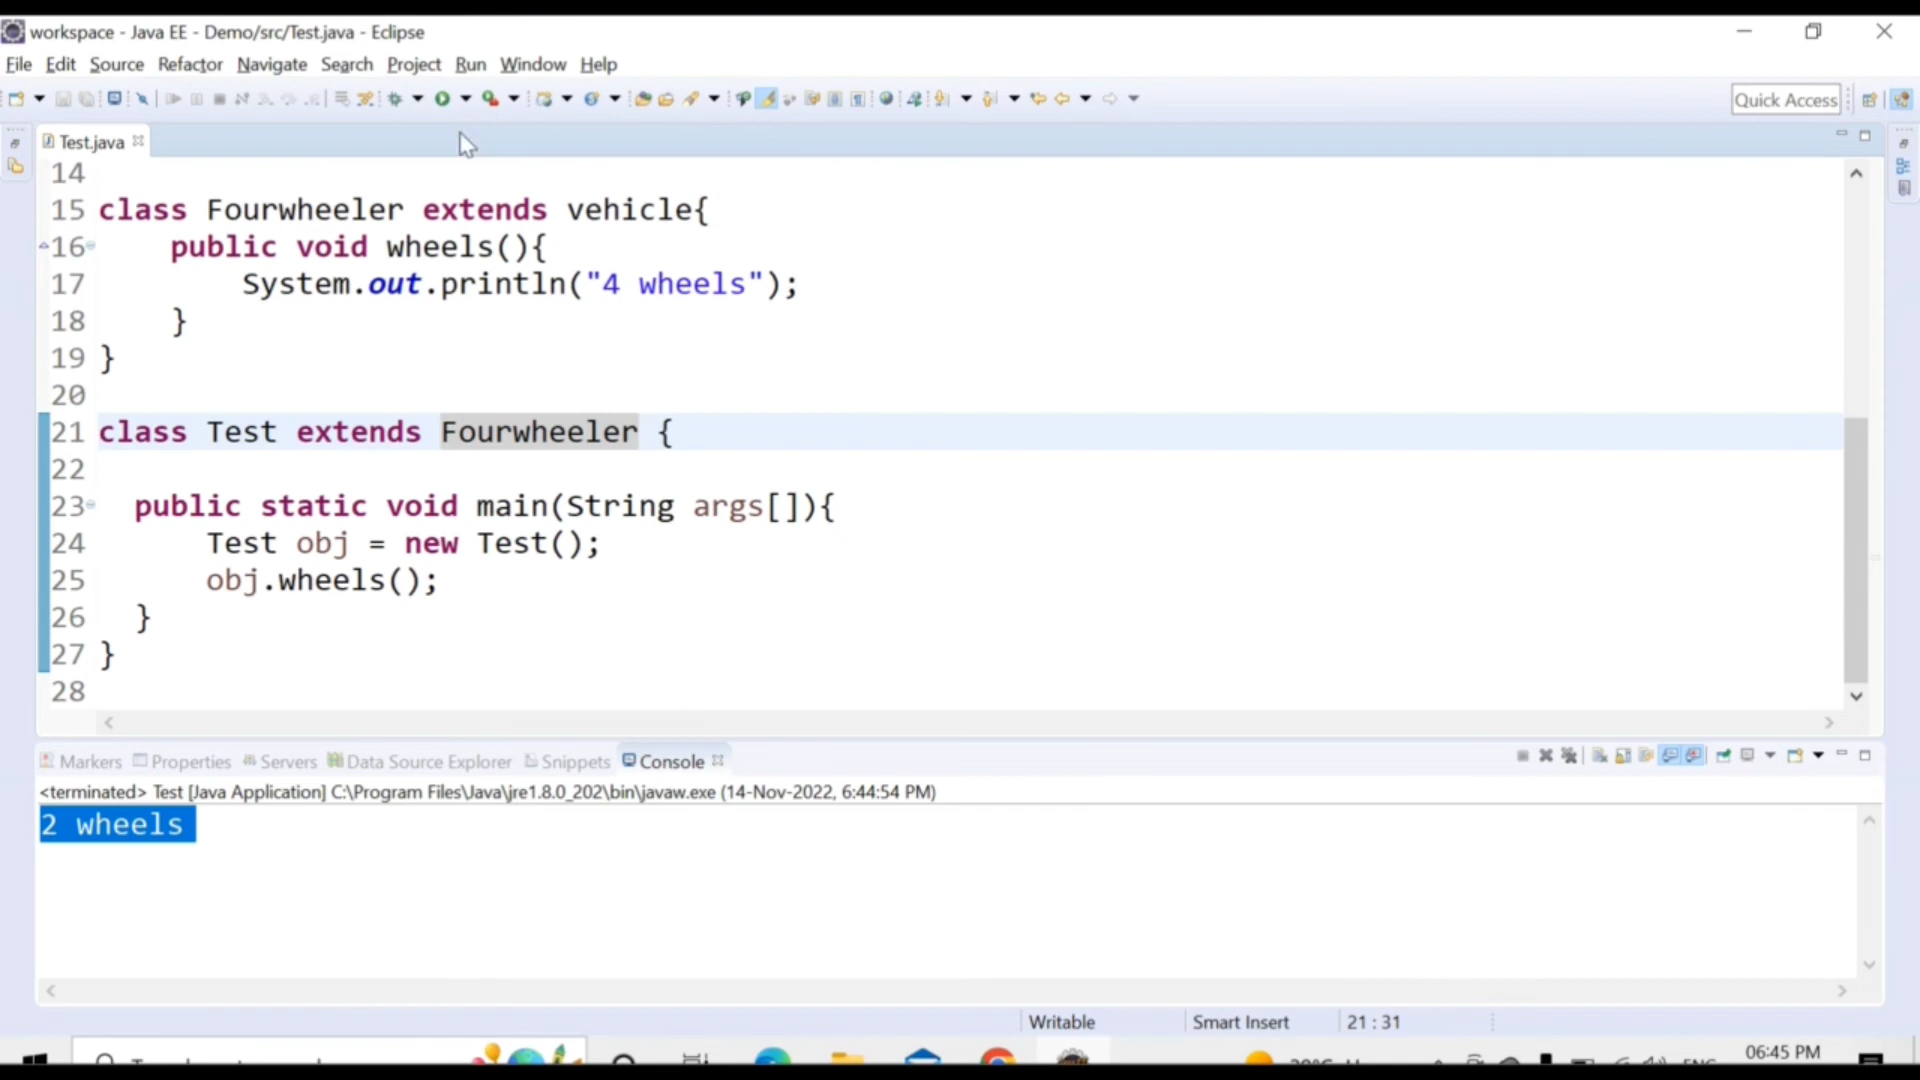 workspace - Java EE - Demo/src/Test.java - Eclipse
File Edit Source Refactor Navigate Search Project Run Window Help
Quick Access
Test.java
14
15 class Fourwheeler extends vehicle{
16 public void wheels(){
17 System.out.println("4 wheels");
18 }
19 }
20
21 class Test extends Fourwheeler {
22
23 public static void main(String args[]){
24 Test obj = new Test();
25 obj.wheels();
26 }
27 }
28
Markers Properties Servers Data Source Explorer Snippets Console
<terminated> Test [Java Application] C:\Program Files\Java\jre1.8.0_202\bin\javaw.exe (14-Nov-2022, 6:44:54 PM)
2 wheels
Writable Smart Insert 21 : 31
06:45 PM